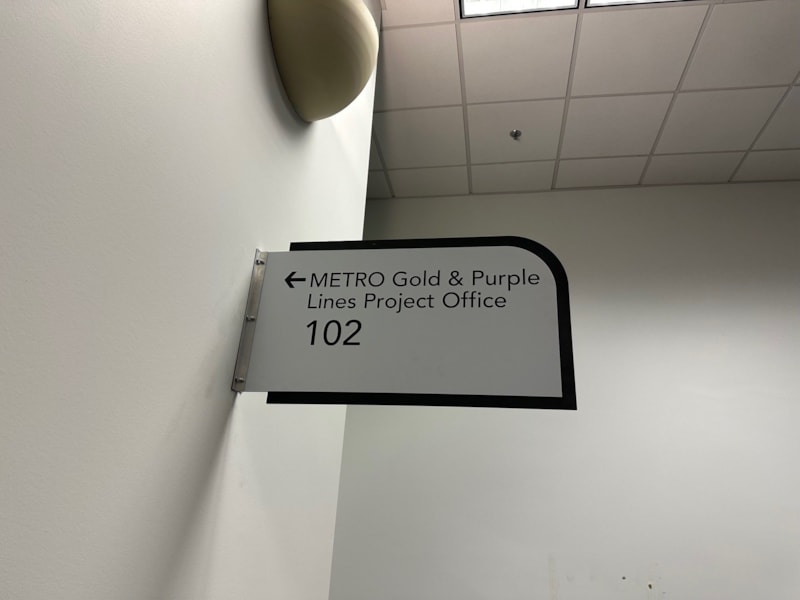 ←METRO Gold & Purple
Lines Project Office
102